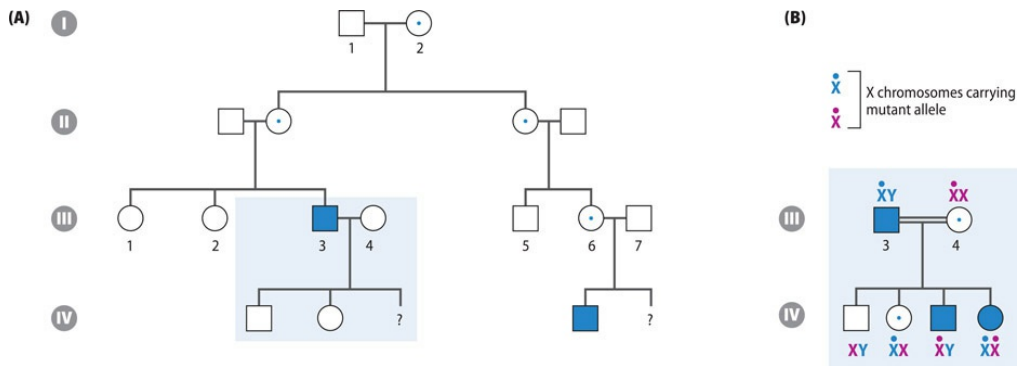 (A)
I
1 2
II
III
1 2 3 4 5 6 7
IV
? ?
(B)
X
X
X chromosomes carrying
mutant allele
XY XX
III
3 4
IV
XY XX XY XX